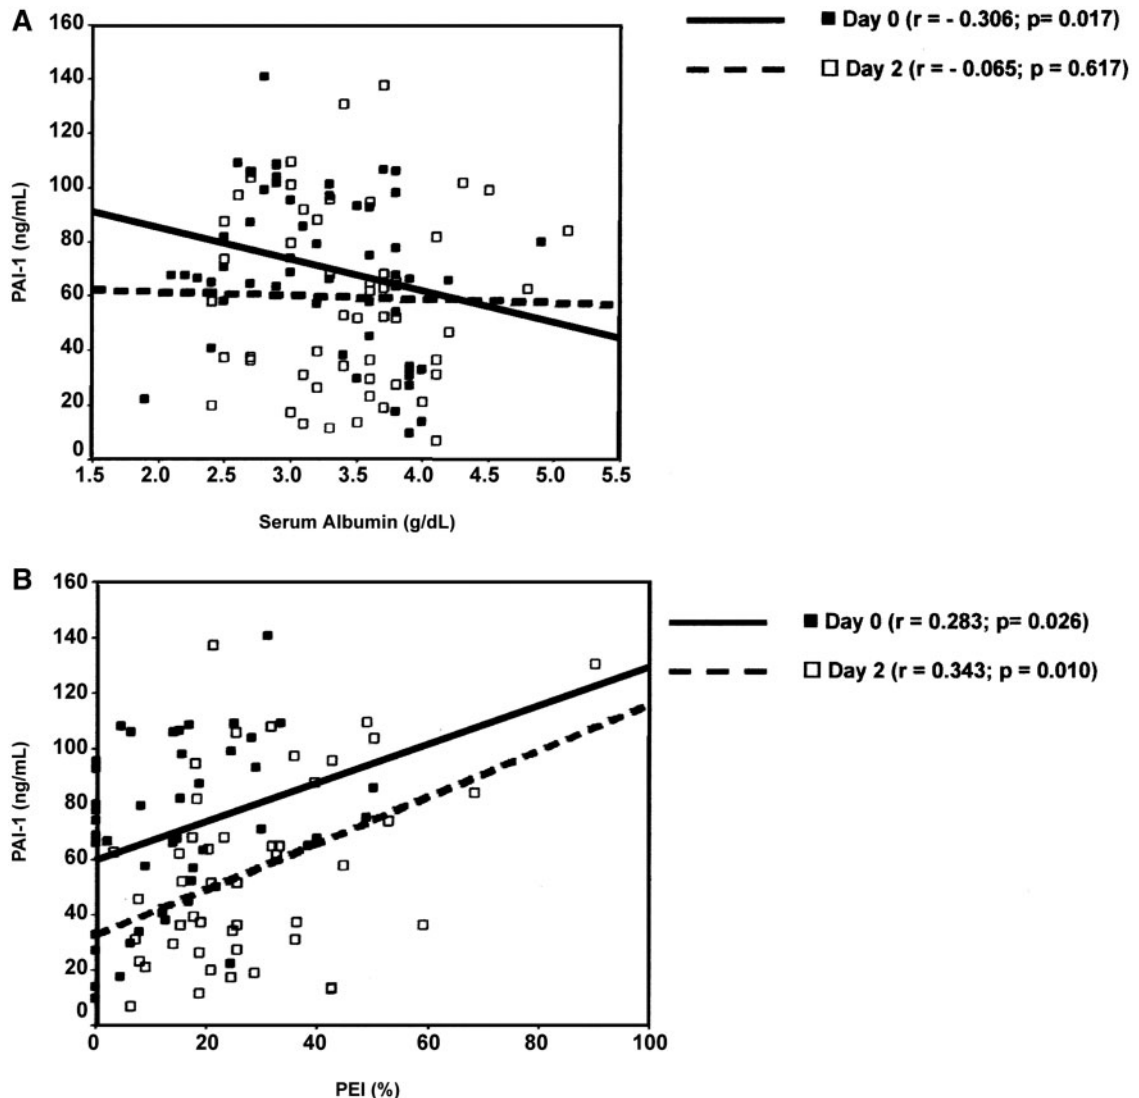 A
160
140
120
100
80
60
40
20
0
PAI-1 (ng/mL)
1.5 2.0 2.5 3.0 3.5 4.0 4.5 5.0 5.5
Serum Albumin (g/dL)
Day 0 (r = - 0.306; p= 0.017)
Day 2 (r = - 0.065; p = 0.617)
B
160
140
120
100
80
60
40
20
0
PAI-1 (ng/mL)
0 20 40 60 80 100
PEI (%)
Day 0 (r = 0.283; p= 0.026)
Day 2 (r = 0.343; p = 0.010)